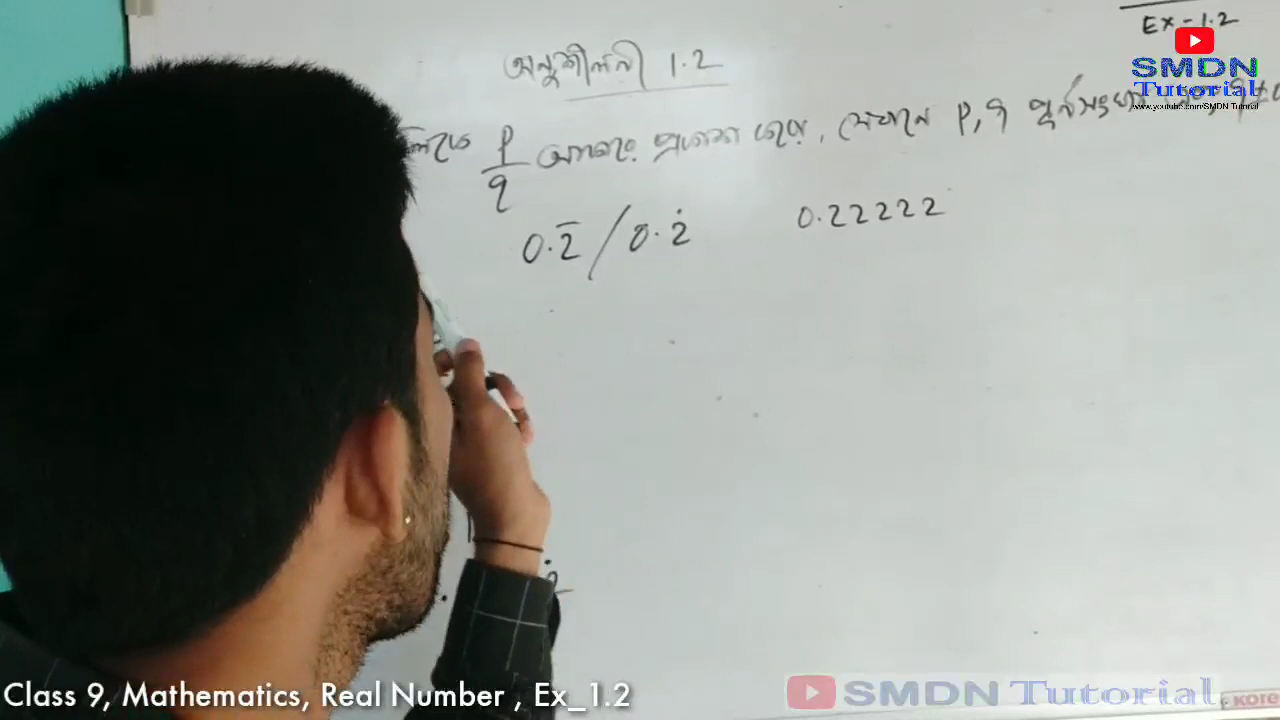 Ex - 1.2
SMDN
Tutorial
অনুশীলনী 1.2
p/q আকারে প্রকাশ করো, যেখানে p, q পূর্ণসংখ্যা
0.2̅ / 0.2̇ 0.22222
Class 9, Mathematics, Real Number , Ex_1.2
SMDN Tutorial